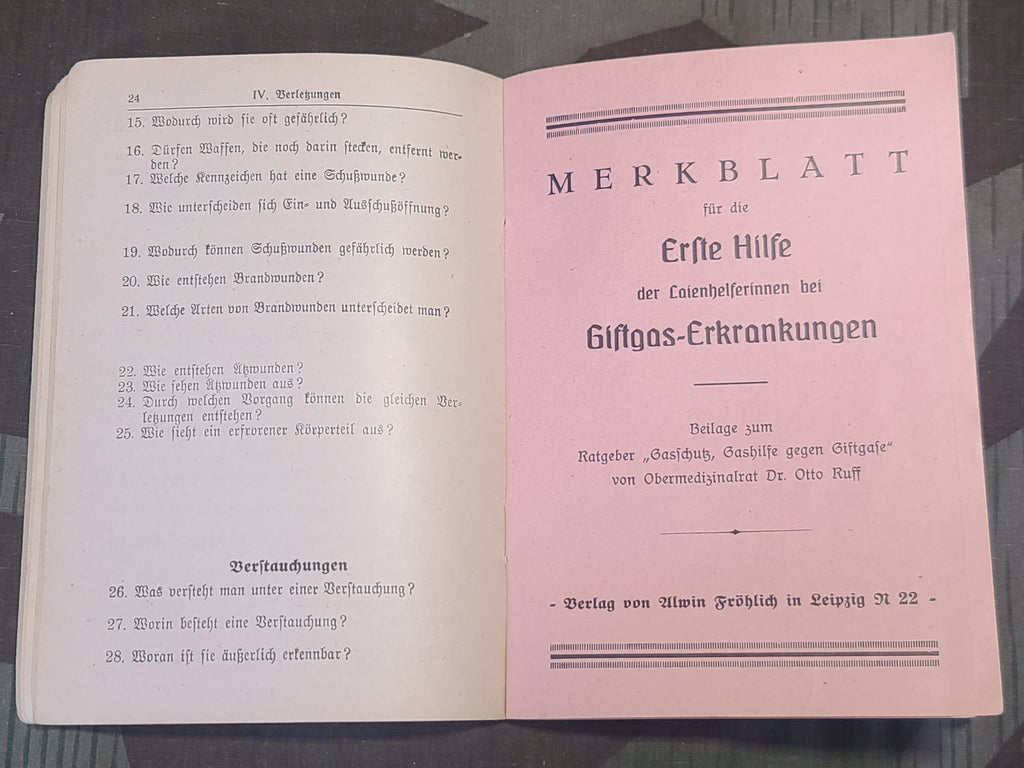 24
IV. Verletzungen
15. Wodurch wird sie oft gefährlich?
16. Dürfen Waffen, die noch darin stecken, entfernt wer-
den?
17. Welche Kennzeichen hat eine Schußwunde?
18. Wie unterscheiden sich Ein- und Ausschußöffnung?
19. Wodurch können Schußwunden gefährlich werden?
20. Wie entstehen Brandwunden?
21. Welche Arten von Brandwunden unterscheidet man?
22. Wie entstehen Ätzwunden?
23. Wie sehen Ätzwunden aus?
24. Durch welchen Vorgang können die gleichen Ver-
letzungen entstehen?
25. Wie sieht ein erfrorener Körperteil aus?
Verstauchungen
26. Was versteht man unter einer Verstauchung?
27. Worin besteht eine Verstauchung?
28. Woran ist sie äußerlich erkennbar?
MERKBLATT
für die
Erste Hilfe
der Laienhelferinnen bei
Giftgas-Erkrankungen
Beilage zum
Ratgeber „Gasschutz, Gashilfe gegen Giftgase"
von Obermedizinalrat Dr. Otto Ruff
- Verlag von Alwin Fröhlich in Leipzig N 22 -